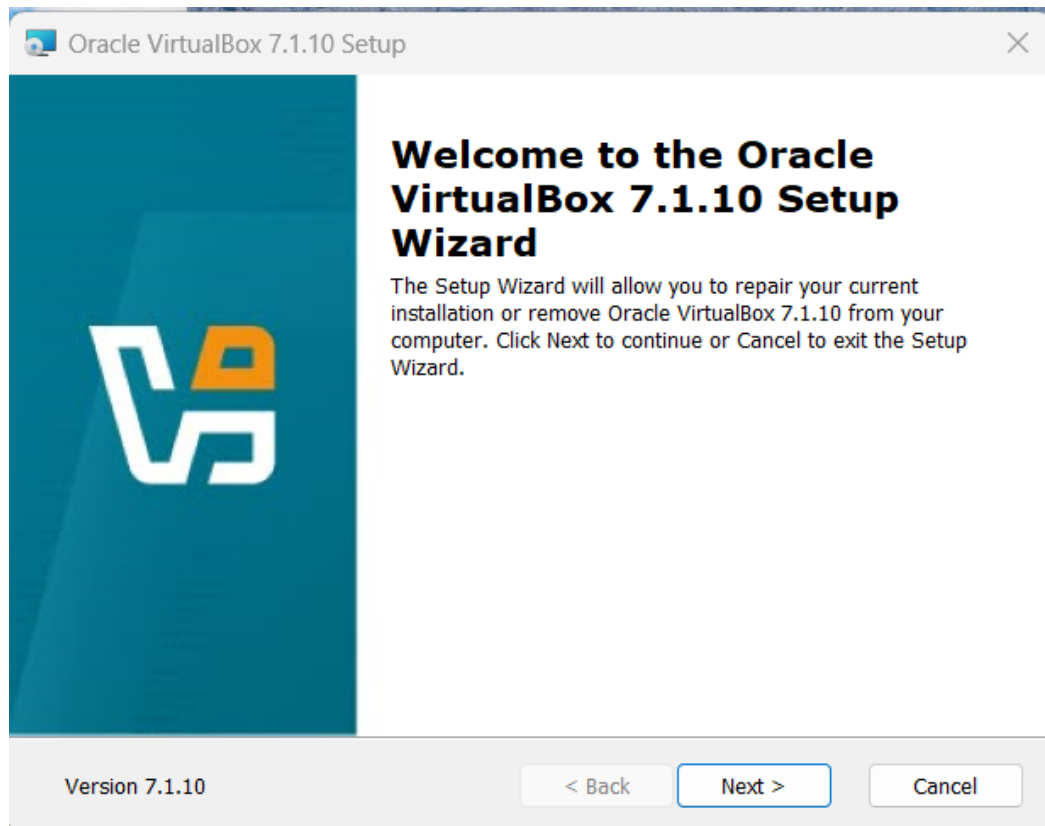 Oracle VirtualBox 7.1.10 Setup
Welcome to the Oracle
VirtualBox 7.1.10 Setup
Wizard
The Setup Wizard will allow you to repair your current
installation or remove Oracle VirtualBox 7.1.10 from your
computer. Click Next to continue or Cancel to exit the Setup
Wizard.
Version 7.1.10
< Back
Next >
Cancel